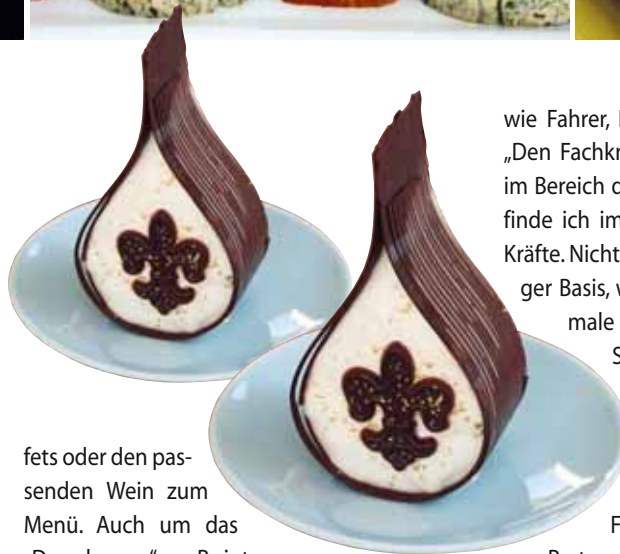 fets oder den pas-
senden Wein zum
Menü. Auch um das
wie Fahrer,
„Den Fachkr
im Bereich
finde ich im
Kräfte. Nicht
ger Basis,
male